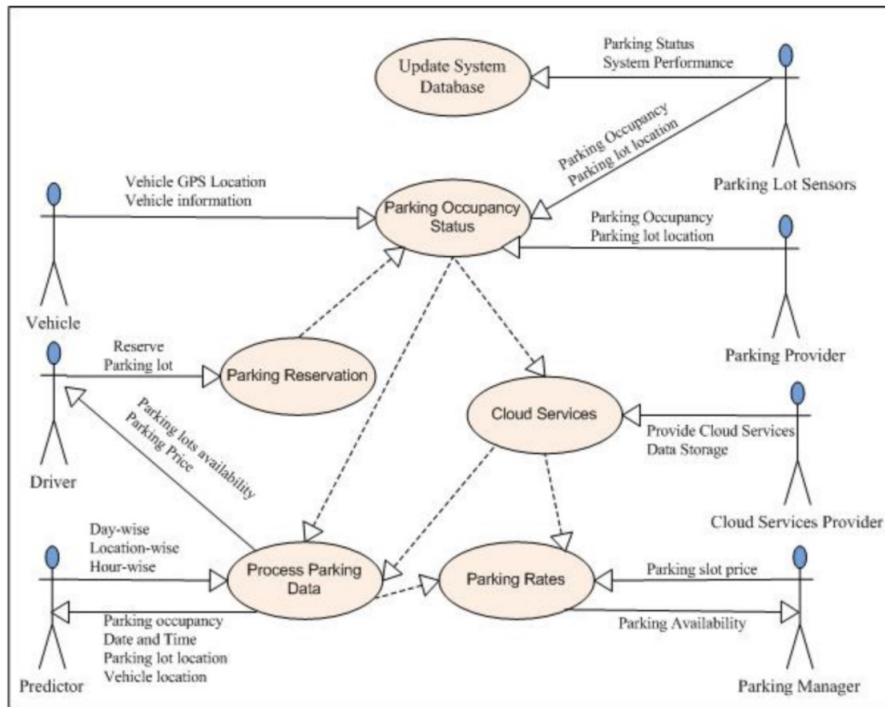 Parking Status
System Performance
Update System
Database
Parking Occupancy
Parking lot location
Parking Lot Sensors
Vehicle GPS Location
Vehicle information
Parking Occupancy
Status
Parking Occupancy
Parking lot location
Vehicle
Parking Provider
Reserve
Parking lot
Parking Reservation
Parking lots availability
Parking Price
Driver
Cloud Services
Provide Cloud Services
Data Storage
Cloud Services Provider
Day-wise
Location-wise
Hour-wise
Process Parking
Data
Parking Rates
Parking slot price
Parking occupancy
Date and Time
Parking lot location
Vehicle location
Parking Availability
Predictor
Parking Manager